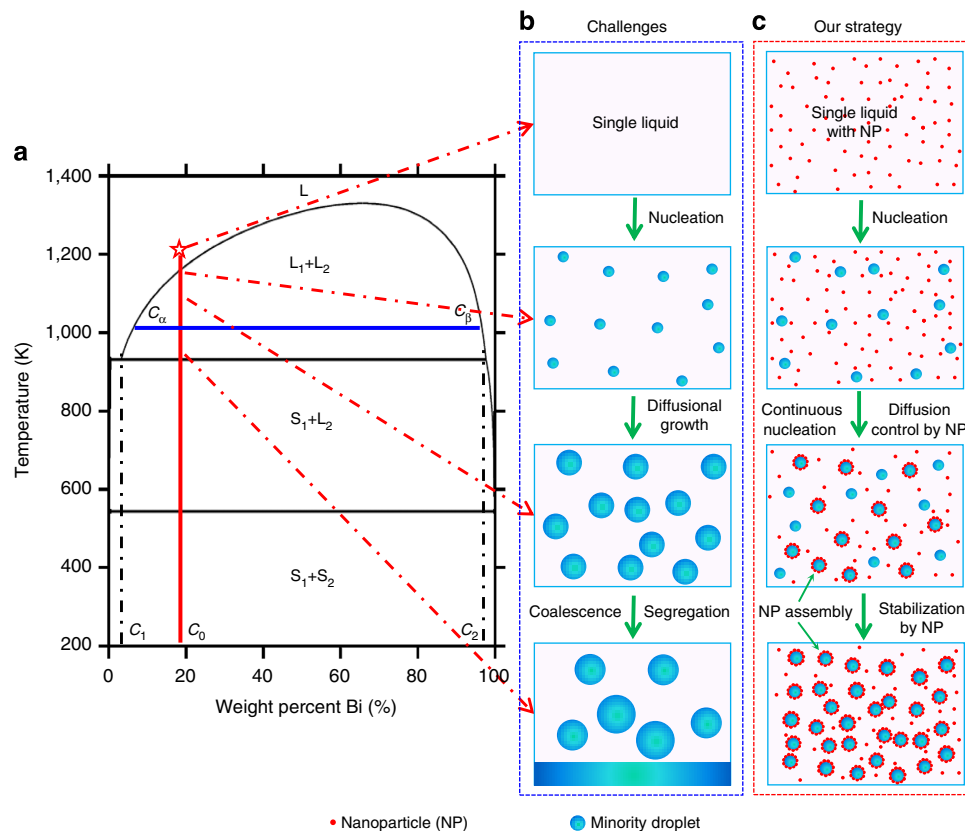 b
Challenges
c
Our strategy
Single liquid
Single liquid
with NP
a
1,400
1,200
1,000
800
600
400
200
Temperature (K)
L
L1+L2
Cα
Cβ
S1+L2
S1+S2
C1
C0
C2
0
20
40
60
80
100
Weight percent Bi (%)
Nucleation
Nucleation
Diffusional
growth
Continuous
nucleation
Diffusion
control by NP
Coalescence
Segregation
NP assembly
Stabilization
by NP
Nanoparticle (NP)
Minority droplet